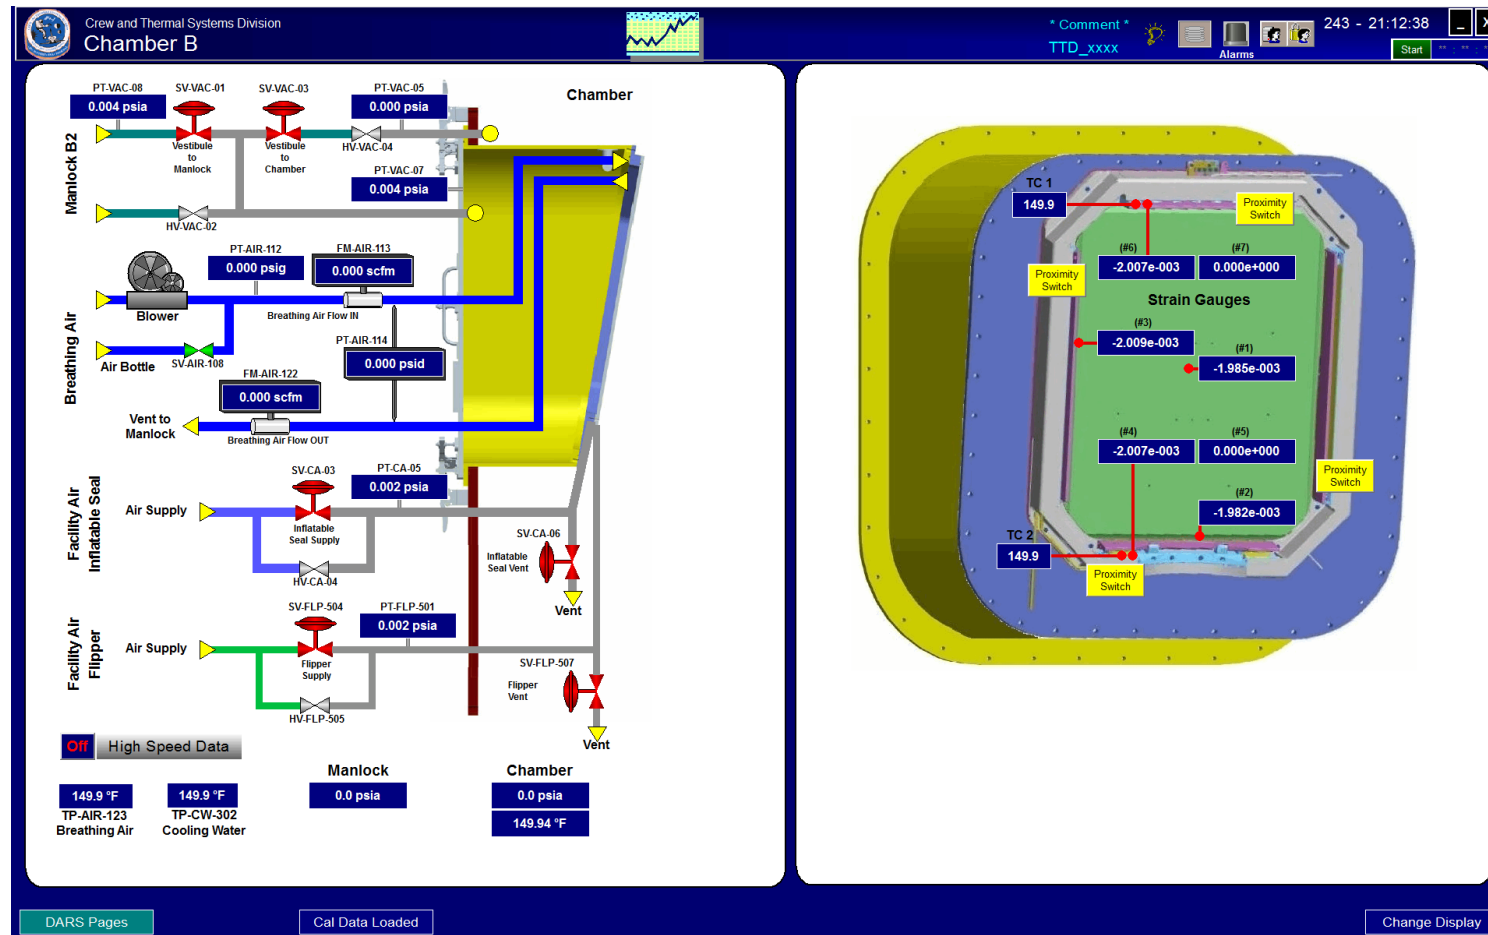 Crew and Thermal Systems Division
Chamber B
* Comment *
TTD_xxxx
Alarms
243 - 21:12:38
_
X
Start
** : ** : *
Manlock B2
PT-VAC-08
0.004 psia
SV-VAC-01
Vestibule
to
Manlock
SV-VAC-03
Vestibule
to
Chamber
PT-VAC-05
0.000 psia
HV-VAC-04
Chamber
PT-VAC-07
0.004 psia
HV-VAC-02
Breathing Air
PT-AIR-112
0.000 psig
FM-AIR-113
0.000 scfm
Blower
Breathing Air Flow IN
PT-AIR-114
0.000 psid
Air Bottle
SV-AIR-108
FM-AIR-122
0.000 scfm
Vent to
Manlock
Breathing Air Flow OUT
Facility Air
Inflatable Seal
SV-CA-03
PT-CA-05
0.002 psia
Air Supply
Inflatable
Seal Supply
HV-CA-04
SV-CA-06
Inflatable
Seal Vent
Vent
Facility Air
Flipper
SV-FLP-504
PT-FLP-501
0.002 psia
Air Supply
Flipper
Supply
HV-FLP-505
SV-FLP-507
Flipper
Vent
Vent
Off
High Speed Data
149.9 °F
TP-AIR-123
Breathing Air
149.9 °F
TP-CW-302
Cooling Water
Manlock
0.0 psia
Chamber
0.0 psia
149.94 °F
TC 1
149.9
Proximity
Switch
(#6)
-2.007e-003
(#7)
0.000e+000
Proximity
Switch
Strain Gauges
(#3)
-2.009e-003
(#1)
-1.985e-003
(#4)
-2.007e-003
(#5)
0.000e+000
Proximity
Switch
(#2)
-1.982e-003
TC 2
149.9
Proximity
Switch
DARS Pages
Cal Data Loaded
Change Display